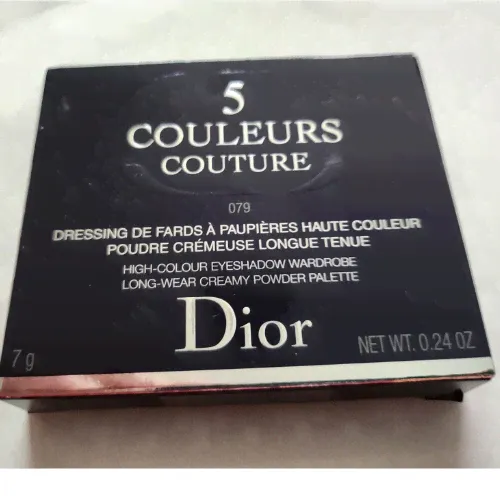 5
COULEURS
COUTURE
079
DRESSING DE FARDS À PAUPIÈRES HAUTE COULEUR
POUDRE CRÉMEUSE LONGUE TENUE
HIGH-COLOUR EYESHADOW WARDROBE
LONG-WEAR CREAMY POWDER PALETTE
Dior
7 g
NET WT. 0.24 OZ